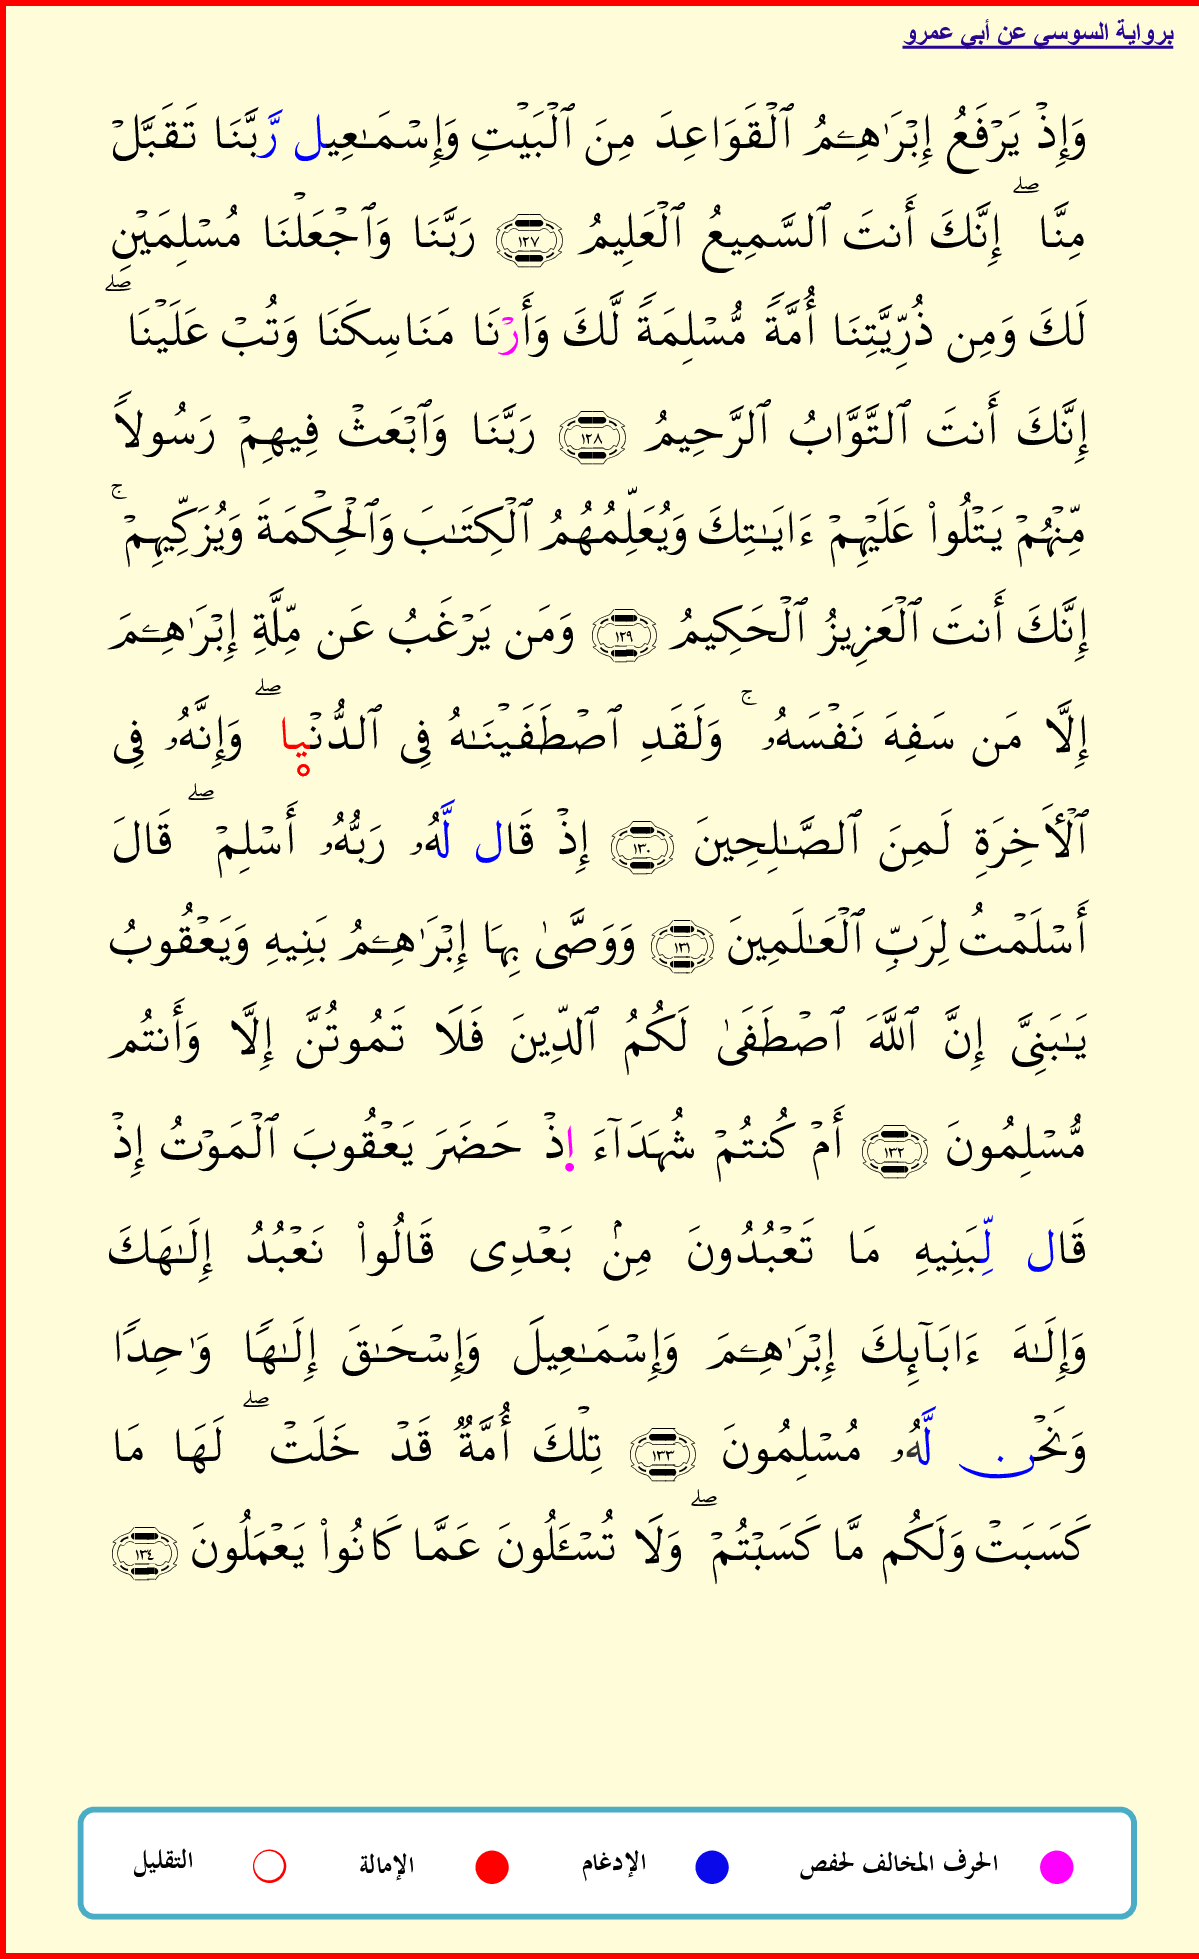 برواية السوسي عن أبي عمرو
وَإِذۡ يَرۡفَعُ إِبۡرَٰهِـۧمُ ٱلۡقَوَاعِدَ مِنَ ٱلۡبَيۡتِ وَإِسۡمَـٰعِيل رَّبَّنَا تَقَبَّلۡ
مِنَّاۖ إِنَّكَ أَنتَ ٱلسَّمِيعُ ٱلۡعَلِيمُ ١٢٧ رَبَّنَا وَٱجۡعَلۡنَا مُسۡلِمَيۡنِ
لَكَ وَمِن ذُرِّيَّتِنَا أُمَّةً مُّسۡلِمَةً لَّكَ وَأَرۡنَا مَنَاسِكَنَا وَتُبۡ عَلَيۡنَاۖ
إِنَّكَ أَنتَ ٱلتَّوَّابُ ٱلرَّحِيمُ ١٢٨ رَبَّنَا وَٱبۡعَثۡ فِيهِمۡ رَسُولاً
مِّنۡهُمۡ يَتۡلُواْ عَلَيۡهِمۡ ءَايَـٰتِكَ وَيُعَلِّمُهُمُ ٱلۡكِتَـٰبَ وَٱلۡحِكۡمَةَ وَيُزَكِّيهِمۡۚ
إِنَّكَ أَنتَ ٱلۡعَزِيزُ ٱلۡحَكِيمُ ١٢٩ وَمَن يَرۡغَبُ عَن مِّلَّةِ إِبۡرَٰهِـۧمَ
إِلَّا مَن سَفِهَ نَفۡسَهُۥۚ وَلَقَدِ ٱصۡطَفَيۡنَـٰهُ فِى ٱلدُّنۡياۖ وَإِنَّهُۥ فِى
ٱلۡأَخِرَةِ لَمِنَ ٱلصَّـٰلِحِينَ ١٣٠ إِذۡ قَال لَّهُۥ رَبُّهُۥ أَسۡلِمۡۖ قَالَ
أَسۡلَمۡتُ لِرَبِّ ٱلۡعَـٰلَمِينَ ١٣١ وَوَصَّىٰ بِهَا إِبۡرَٰهِـۧمُ بَنِيهِ وَيَعۡقُوبُ
يَـٰبَنِىَّ إِنَّ ٱللَّهَ ٱصۡطَفَىٰ لَكُمُ ٱلدِّينَ فَلَا تَمُوتُنَّ إِلَّا وَأَنتُم
مُّسۡلِمُونَ ١٣٢ أَمۡ كُنتُمۡ شُهَدَآءَ اِذۡ حَضَرَ يَعۡقُوبَ ٱلۡمَوۡتُ إِذۡ
قَال لِّبَنِيهِ مَا تَعۡبُدُونَ مِنۢ بَعۡدِى قَالُواْ نَعۡبُدُ إِلَـٰهَكَ
وَإِلَـٰهَ ءَابَآئِكَ إِبۡرَٰهِـۧمَ وَإِسۡمَـٰعِيلَ وَإِسۡحَـٰقَ إِلَـٰهًا وَٰحِدًا
وَنَحۡن لَّهُۥ مُسۡلِمُونَ ١٣٣ تِلۡكَ أُمَّةٌ قَدۡ خَلَتۡۖ لَهَا مَا
كَسَبَتۡ وَلَكُم مَّا كَسَبۡتُمۡۖ وَلَا تُسۡـَٔلُونَ عَمَّا كَانُواْ يَعۡمَلُونَ ١٣٤
الحرف المخالف لحفص الإدغام الإمالة التقليل